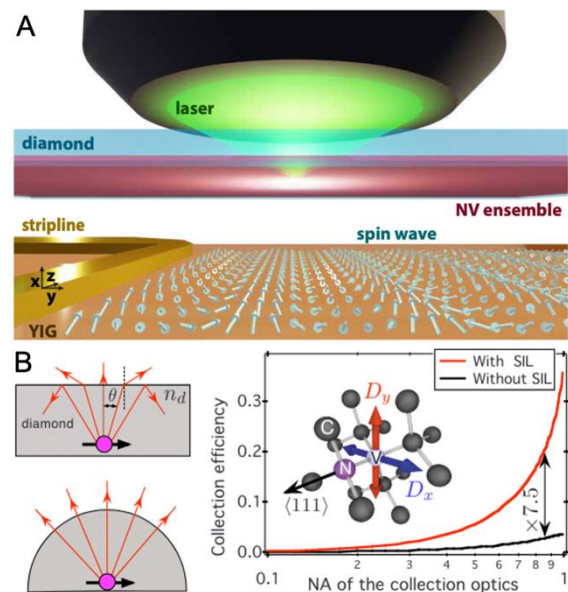 A
laser
diamond
NV ensemble
stripline
spin wave
x z y
YIG
B
θ
n_d
diamond
With SIL
Without SIL
Collection efficiency
0.3
0.2
0.1
0.0
C
N
V
D_y
D_x
⟨111⟩
×7.5
0.1 2 3 4 5 6 7 8 9 1
NA of the collection optics